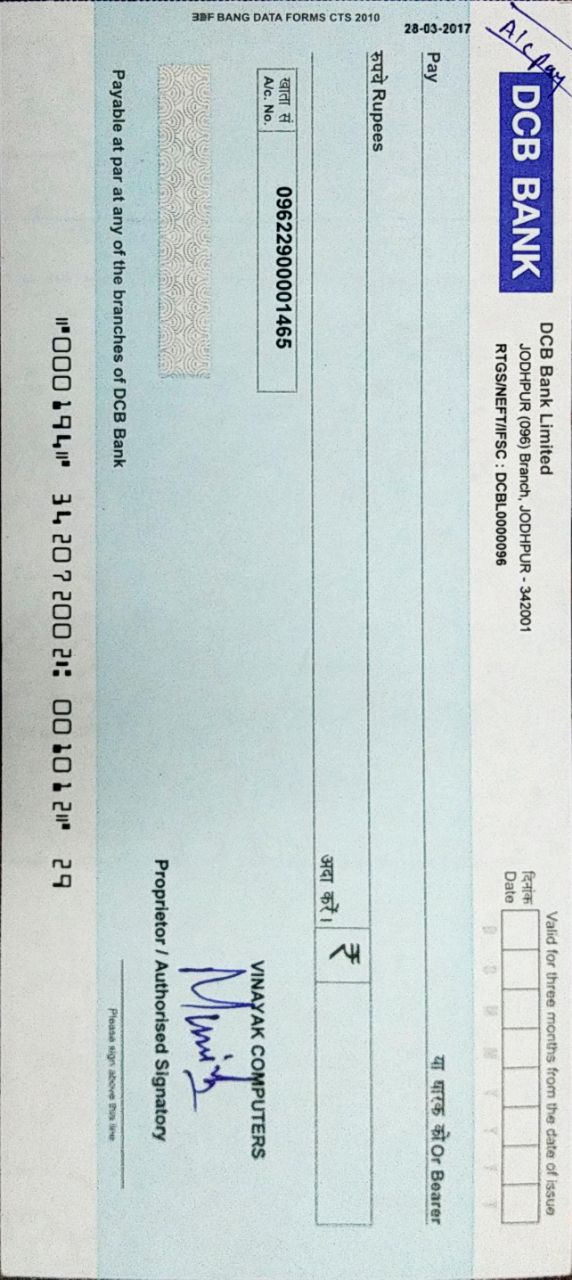 A/c pay
DCB BANK
DCB Bank Limited
JODHPUR (096) Branch, JODHPUR - 342001
RTGS/NEFT/IFSC : DCBL0000096
Valid for three months from the date of issue
दिनांक
Date
D D M M Y Y Y Y
28-03-2017
Pay
या धारक को Or Bearer
रुपये Rupees
अदा करें।
₹
खाता सं
A/c. No.
09622900001465
VINAYAK COMPUTERS
Proprietor / Authorised Signatory
Please sign above this line
Payable at par at any of the branches of DCB Bank
BDF BANG DATA FORMS CTS 2010
⑈000194⑈ 342072002⑆ 001012⑈ 29